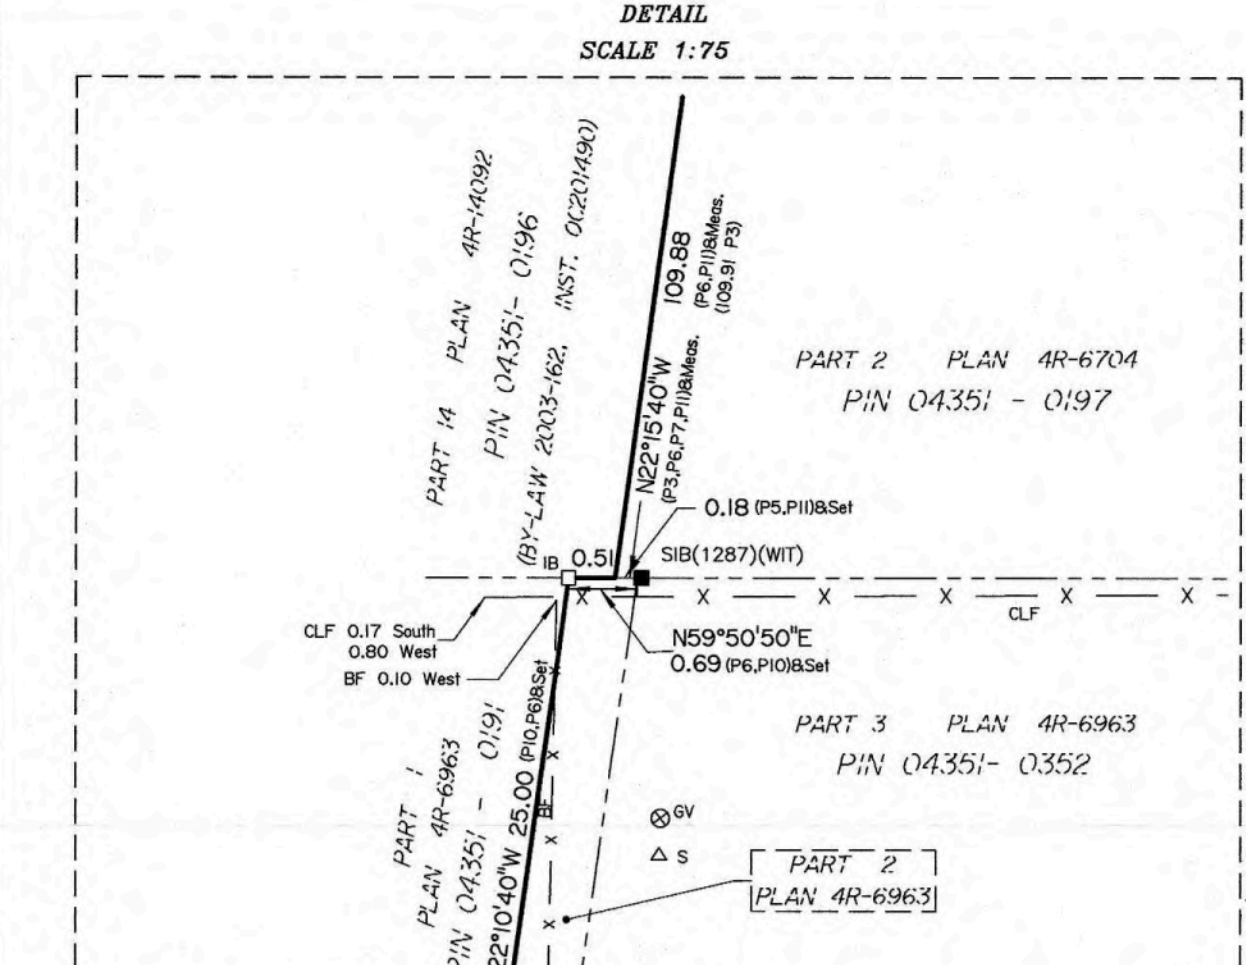 DETAIL
SCALE 1:75
PART 14 PLAN 4R-14092
PIN 04351- 0196
(BY-LAW 2003-162, INST. OC201490)
109.88
(P6,P11)&Meas.
(109.91 P3)
N22°15'40"W
(P3,P6,P7,P11)&Meas.
PART 2 PLAN 4R-6704
PIN 04351 - 0197
0.18 (P5,P11)&Set
IB 0.51
SIB(1287)(WIT)
CLF
CLF 0.17 South
0.80 West
BF 0.10 West
N59°50'50"E
0.69 (P6,P10)&Set
PART 3 PLAN 4R-6963
PIN 04351- 0352
PART 1
PLAN 4R-6963
PIN 04351 - 0191
22°10'40"W 25.00 (P10,P6)&Set
BF
GV
S
PART 2
PLAN 4R-6963